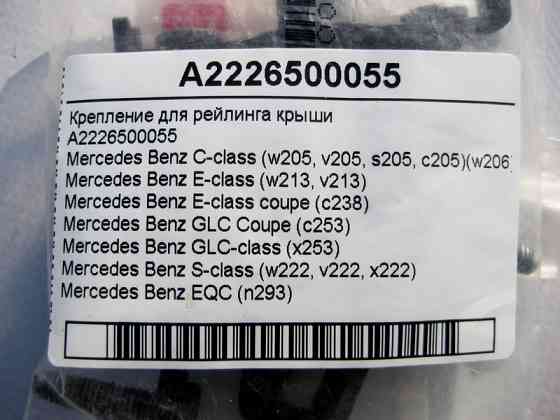 A2226500055
Крепление для рейлинга крыши
A2226500055
Mercedes Benz C-class (w205, v205, s205, c205)(w206
Mercedes Benz E-class (w213, v213)
Mercedes Benz E-class coupe (c238)
Mercedes Benz GLC Coupe (c253)
Mercedes Benz GLC-class (x253)
Mercedes Benz S-class (w222, v222, x222)
Mercedes Benz EQC (n293)